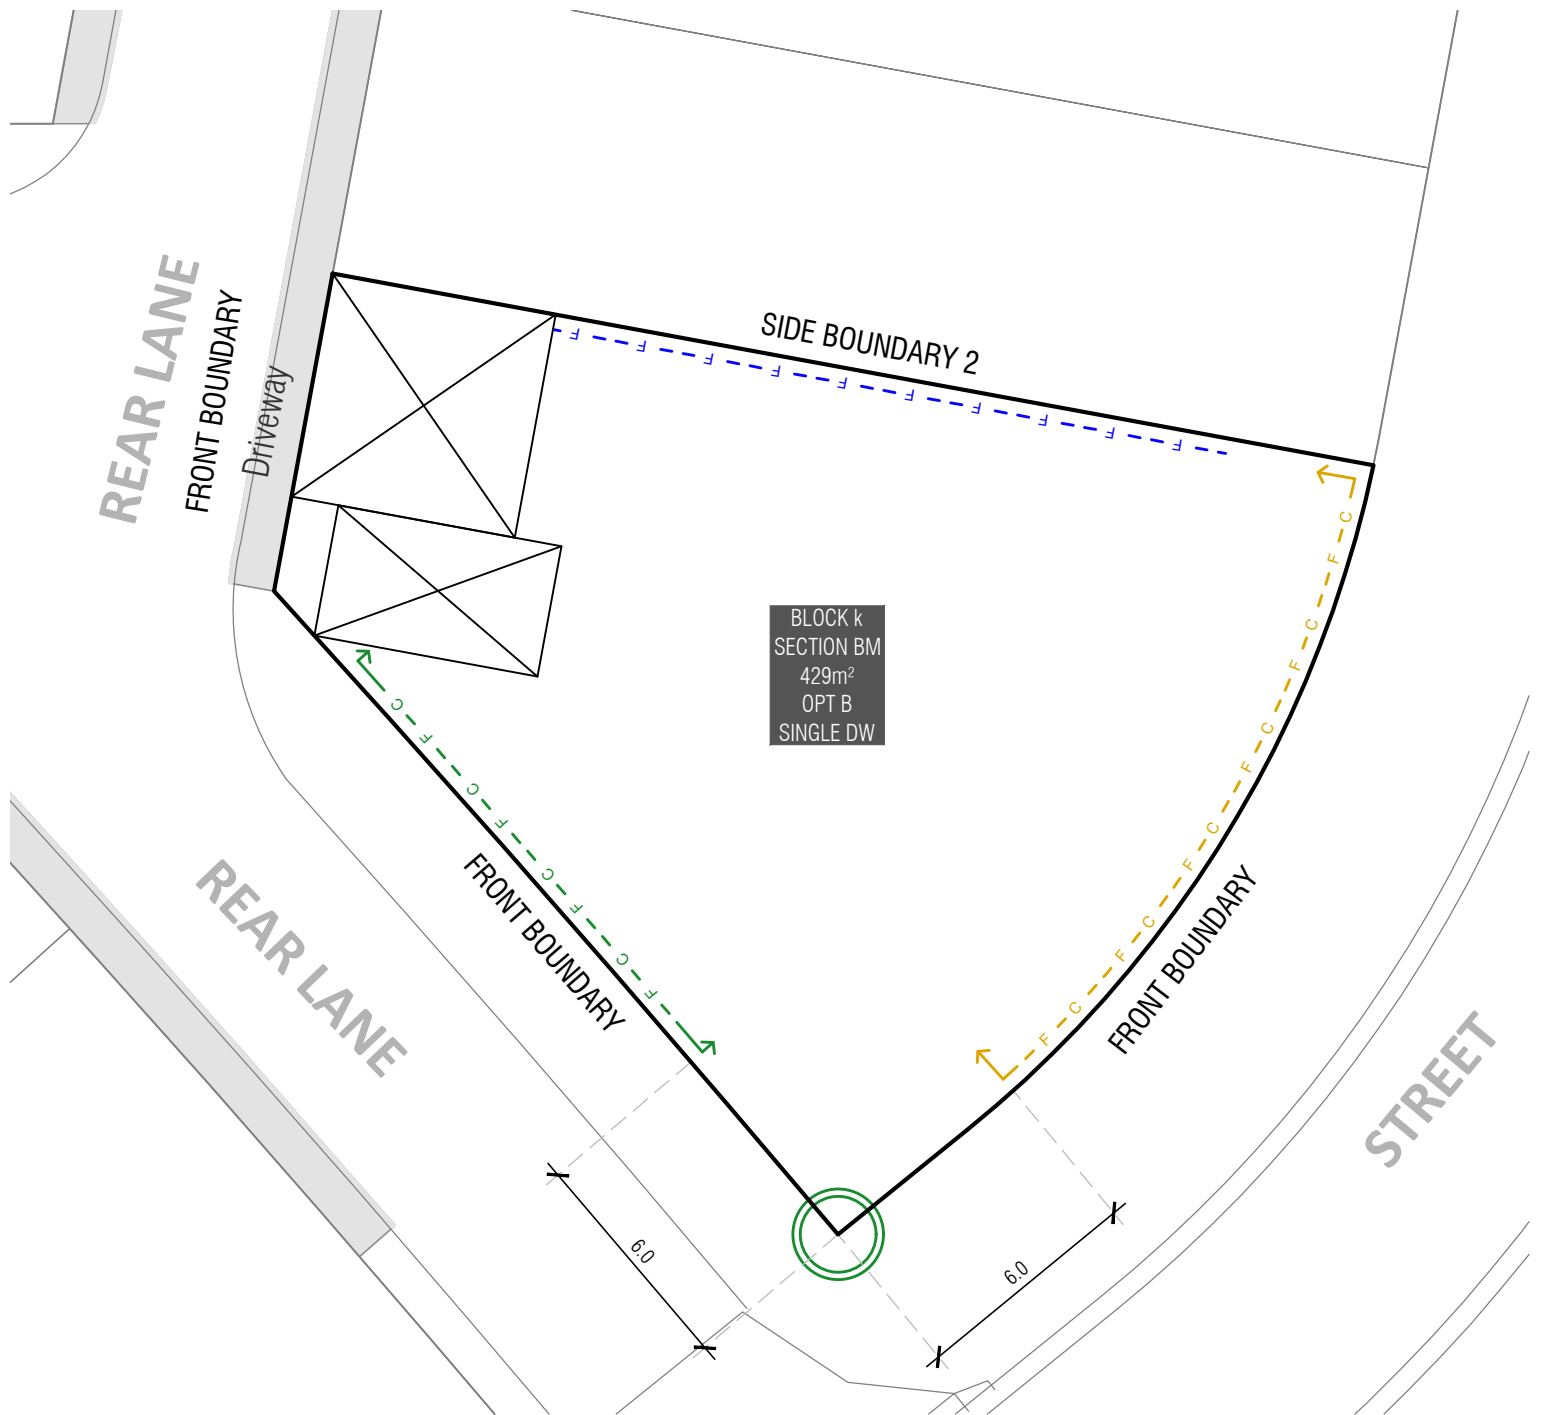 REAR LANE
FRONT BOUNDARY
Driveway
SIDE BOUNDARY 2
F F F F F F F F F F
BLOCK k
SECTION BM
429m²
OPT B
SINGLE DW
C F C F C F C F
C F C F C F C F C F C F
FRONT BOUNDARY
FRONT BOUNDARY
REAR LANE
STREET
6.0
6.0